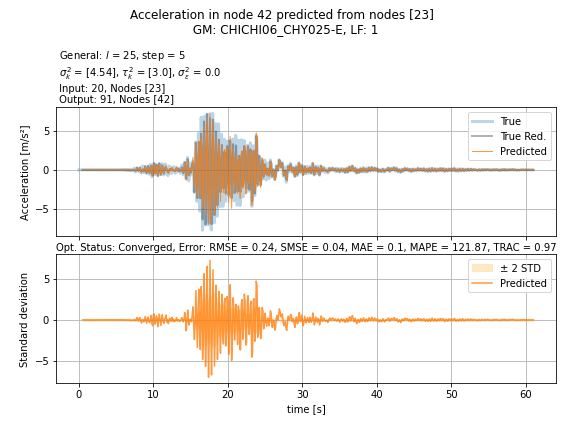 Acceleration in node 42 predicted from nodes [23]
GM: CHICHI06_CHY025-E, LF: 1
General: l = 25, step = 5
σ²ₖ = [4.54], τ²ₖ = [3.0], σ²ε = 0.0
Input: 20, Nodes [23]
Output: 91, Nodes [42]
Acceleration [m/s²]
5
0
−5
True
True Red.
Predicted
Opt. Status: Converged, Error: RMSE = 0.24, SMSE = 0.04, MAE = 0.1, MAPE = 121.87, TRAC = 0.97
Standard deviation
5
0
−5
± 2 STD
Predicted
0 10 20 30 40 50 60
time [s]